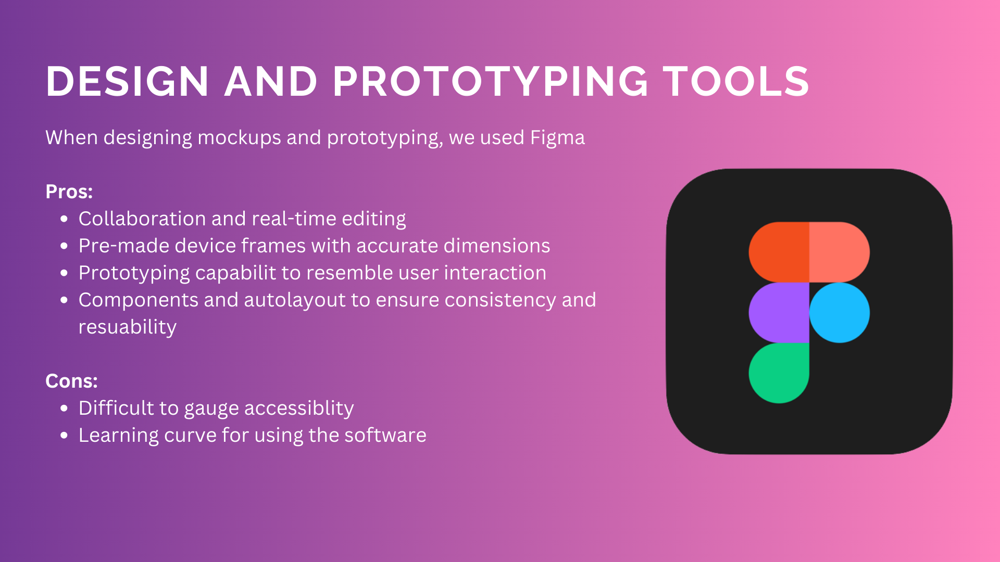 DESIGN AND PROTOTYPING TOOLS
When designing mockups and prototyping, we used Figma
Pros:
• Collaboration and real-time editing
• Pre-made device frames with accurate dimensions
• Prototyping capabilit to resemble user interaction
• Components and autolayout to ensure consistency and
resuability
Cons:
• Difficult to gauge accessiblity
• Learning curve for using the software